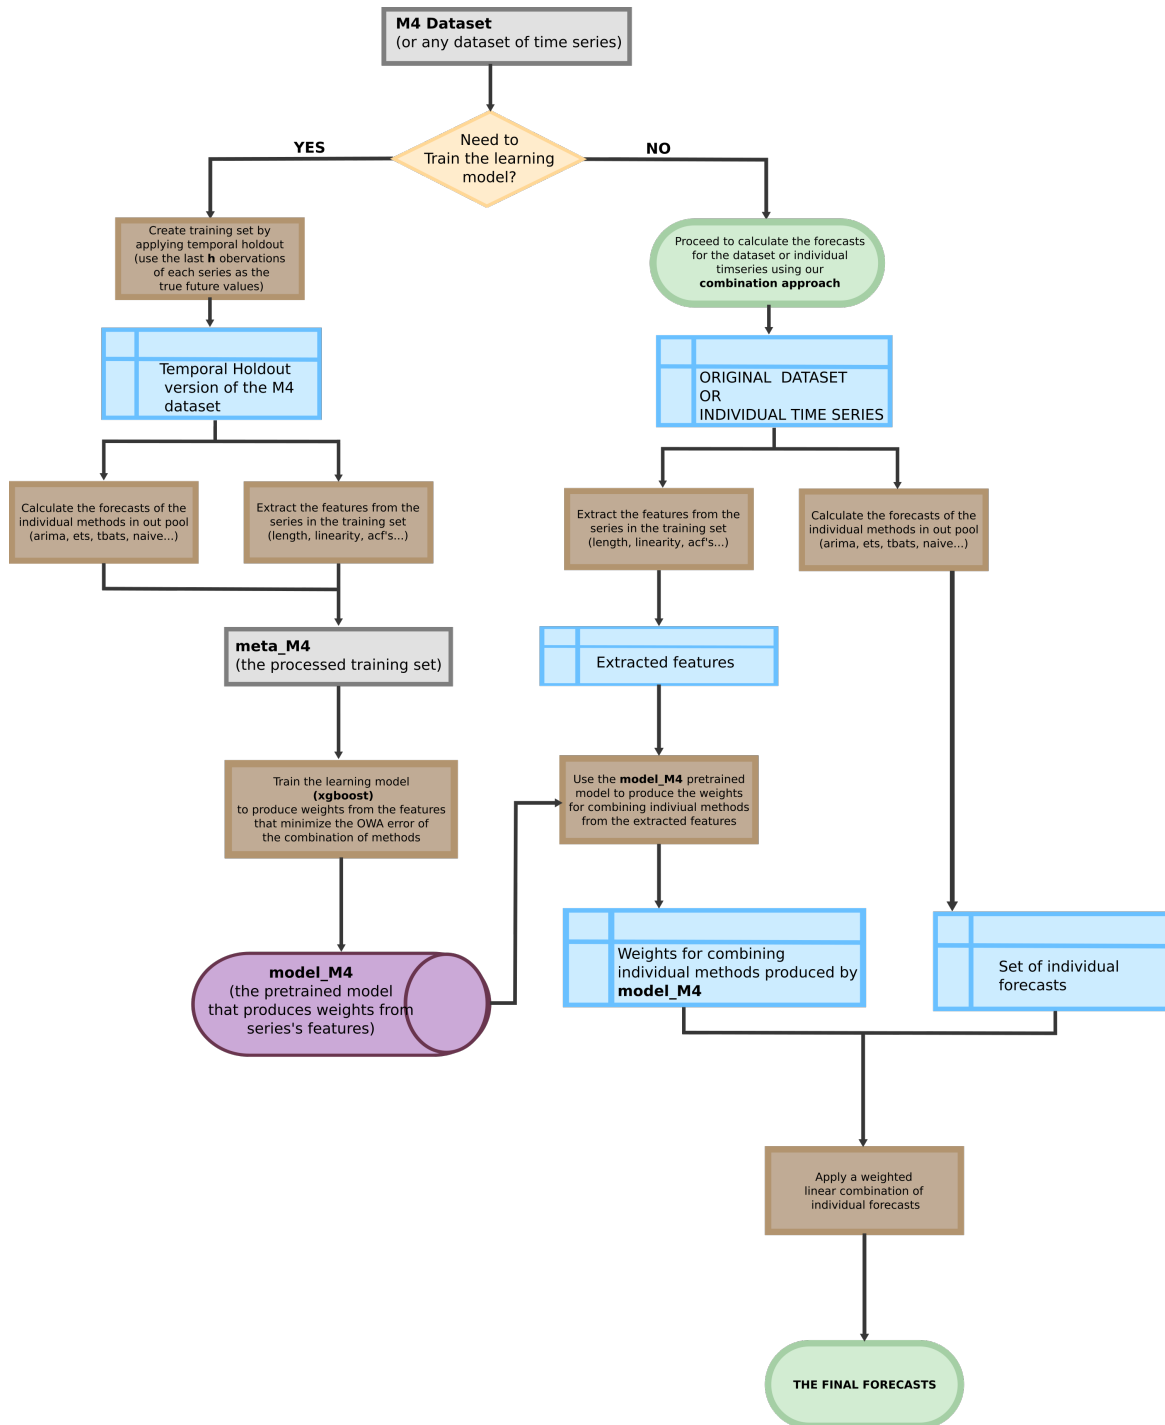 M4 Dataset
(or any dataset of time series)
Need to
Train the learning
model?
YES
NO
Create training set by
applying temporal holdout
(use the last h obervations
of each series as the
true future values)
Proceed to calculate the forecasts
for the dataset or individual
timseries using our
combination approach
Temporal Holdout
version of the M4
dataset
ORIGINAL DATASET
OR
INDIVIDUAL TIME SERIES
Calculate the forecasts of the
individual methods in out pool
(arima, ets, tbats, naive...)
Extract the features from the
series in the training set
(length, linearity, acf's...)
Extract the features from the
series in the training set
(length, linearity, acf's...)
Calculate the forecasts of the
individual methods in out pool
(arima, ets, tbats, naive...)
meta_M4
(the processed training set)
Extracted features
Train the learning model
(xgboost)
to produce weights from the features
that minimize the OWA error of
the combination of methods
Use the model_M4 pretrained
model to produce the weights
for combining indiviual methods
from the extracted features
model_M4
(the pretrained model
that produces weights from
series's features)
Weights for combining
individual methods produced by
model_M4
Set of individual
forecasts
Apply a weighted
linear combination of
individual forecasts
THE FINAL FORECASTS